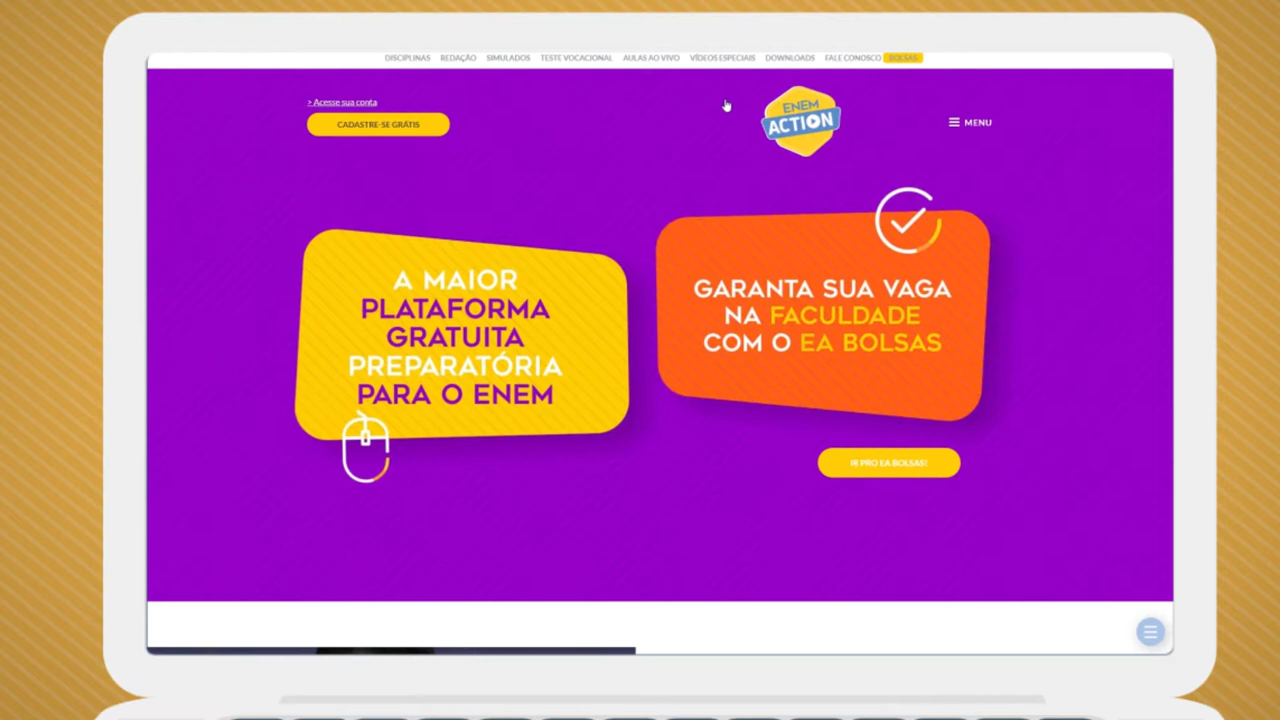 DISCIPLINAS REDAÇÃO SIMULADOS TESTE VOCACIONAL AULAS AO VIVO VÍDEOS ESPECIAIS DOWNLOADS FALE CONOSCO BOLSAS
> Acesse sua conta
CADASTRE-SE GRÁTIS
ENEM
ACTION
MENU
A MAIOR
PLATAFORMA
GRATUITA
PREPARATÓRIA
PARA O ENEM
GARANTA SUA VAGA
NA FACULDADE
COM O EA BOLSAS
IR PRO EA BOLSAS!